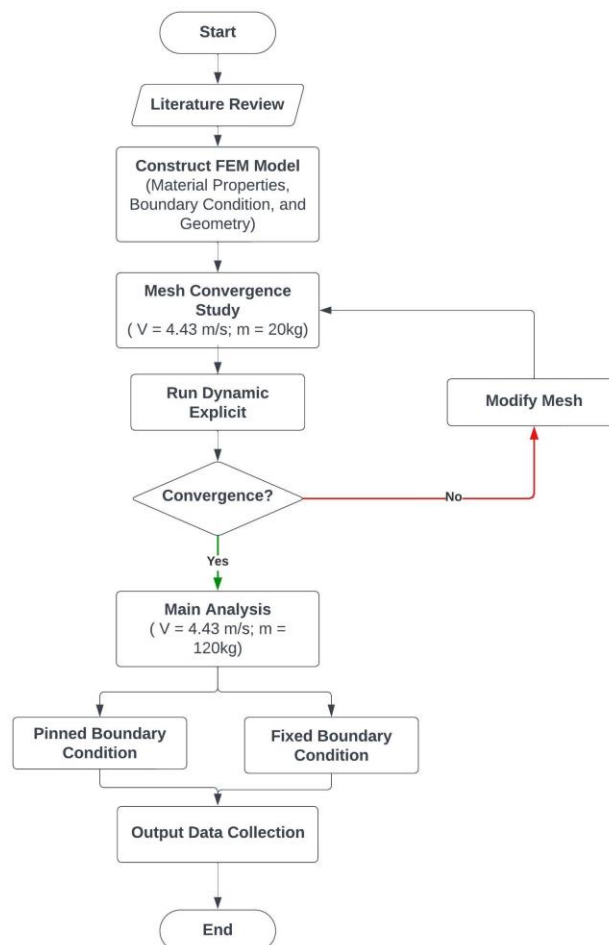 Start
Literature Review
Construct FEM Model
(Material Properties,
Boundary Condition, and
Geometry)
Mesh Convergence
Study
( V = 4.43 m/s; m = 20kg)
Run Dynamic
Explicit
Modify Mesh
Convergence?
No
Yes
Main Analysis
( V = 4.43 m/s; m =
120kg)
Pinned Boundary
Condition
Fixed Boundary
Condition
Output Data Collection
End